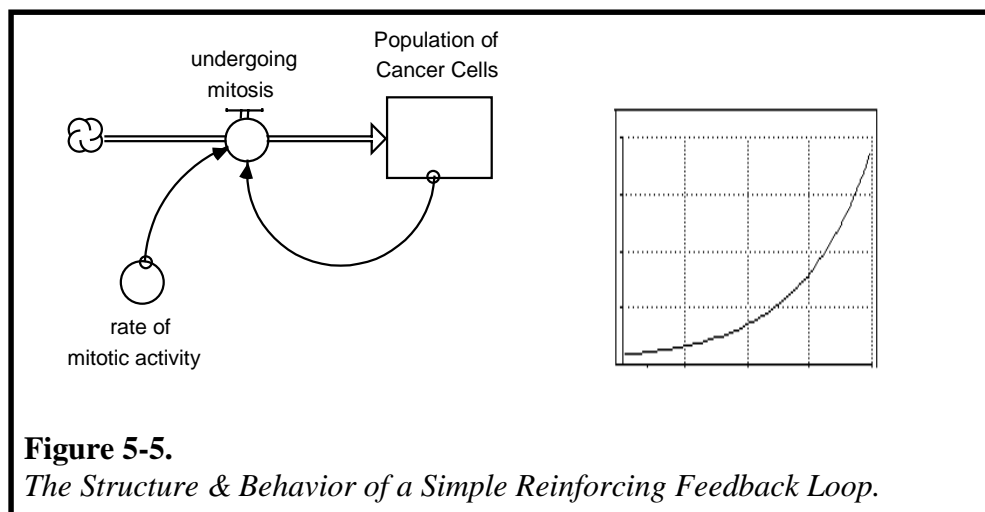 undergoing
mitosis
Population of
Cancer Cells
rate of
mitotic activity
Figure 5-5.
The Structure & Behavior of a Simple Reinforcing Feedback Loop.